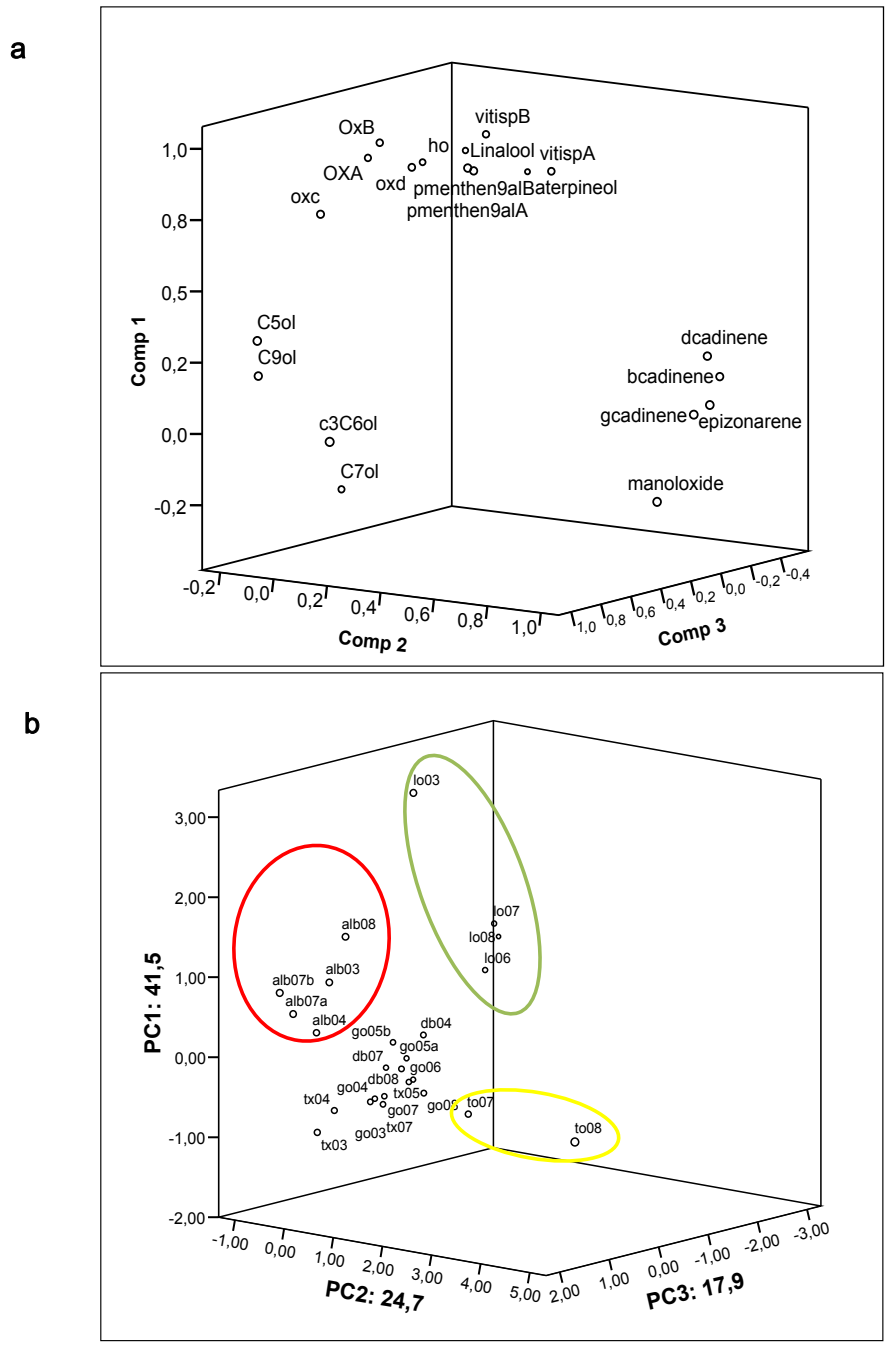 a
vitispB
OxB
ho
1,0
Linalool vitispA
OXA
oxd
pmenthen9alBaterpineol
oxc
pmenthen9alA
0,8
0,5
C5ol
Comp 1
dcadinene
C9ol
0,2
bcadinene
c3C6ol
gcadinene
epizonarene
0,0
C7ol
manoloxide
-0,2
-0,2 0,0 0,2 0,4 0,6 0,8 1,0
Comp 2
1,0 0,8 0,6 0,4 0,2 0,0 -0,2 -0,4
Comp 3
b
lo03
3,00
2,00
lo07
alb08
lo08
lo06
alb03
1,00
alb07b
alb07a
alb04
PC1: 41,5
go05b
db04
go05a
0,00
db07
go06
db08
go04
tx05
tx04
go07
go08
to07
-1,00
tx03
go03
tx07
to08
-2,00
-1,00 0,00 1,00 2,00 3,00 4,00 5,00
PC2: 24,7
2,00 1,00 0,00 -1,00 -2,00 -3,00
PC3: 17,9